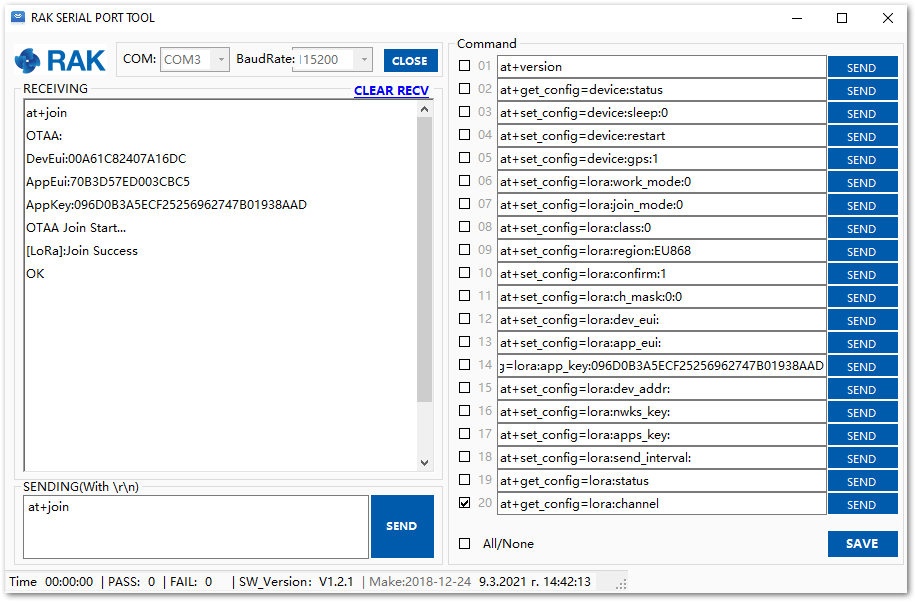 RAK SERIAL PORT TOOL
RAK
COM: COM3 BaudRate: 115200 CLOSE
RECEIVING CLEAR RECV
at+join
OTAA:
DevEui:00A61C82407A16DC
AppEui:70B3D57ED003CBC5
AppKey:096D0B3A5ECF25256962747B01938AAD
OTAA Join Start...
[LoRa]:Join Success
OK
SENDING(With \r\n)
at+join
SEND
Command
01 at+version SEND
02 at+get_config=device:status SEND
03 at+set_config=device:sleep:0 SEND
04 at+set_config=device:restart SEND
05 at+set_config=device:gps:1 SEND
06 at+set_config=lora:work_mode:0 SEND
07 at+set_config=lora:join_mode:0 SEND
08 at+set_config=lora:class:0 SEND
09 at+set_config=lora:region:EU868 SEND
10 at+set_config=lora:confirm:1 SEND
11 at+set_config=lora:ch_mask:0:0 SEND
12 at+set_config=lora:dev_eui: SEND
13 at+set_config=lora:app_eui: SEND
14 g=lora:app_key:096D0B3A5ECF25256962747B01938AAD SEND
15 at+set_config=lora:dev_addr: SEND
16 at+set_config=lora:nwks_key: SEND
17 at+set_config=lora:apps_key: SEND
18 at+set_config=lora:send_interval: SEND
19 at+get_config=lora:status SEND
20 at+get_config=lora:channel SEND
All/None SAVE
Time 00:00:00 | PASS: 0 | FAIL: 0 | SW_Version: V1.2.1 | Make:2018-12-24 9.3.2021 г. 14:42:13